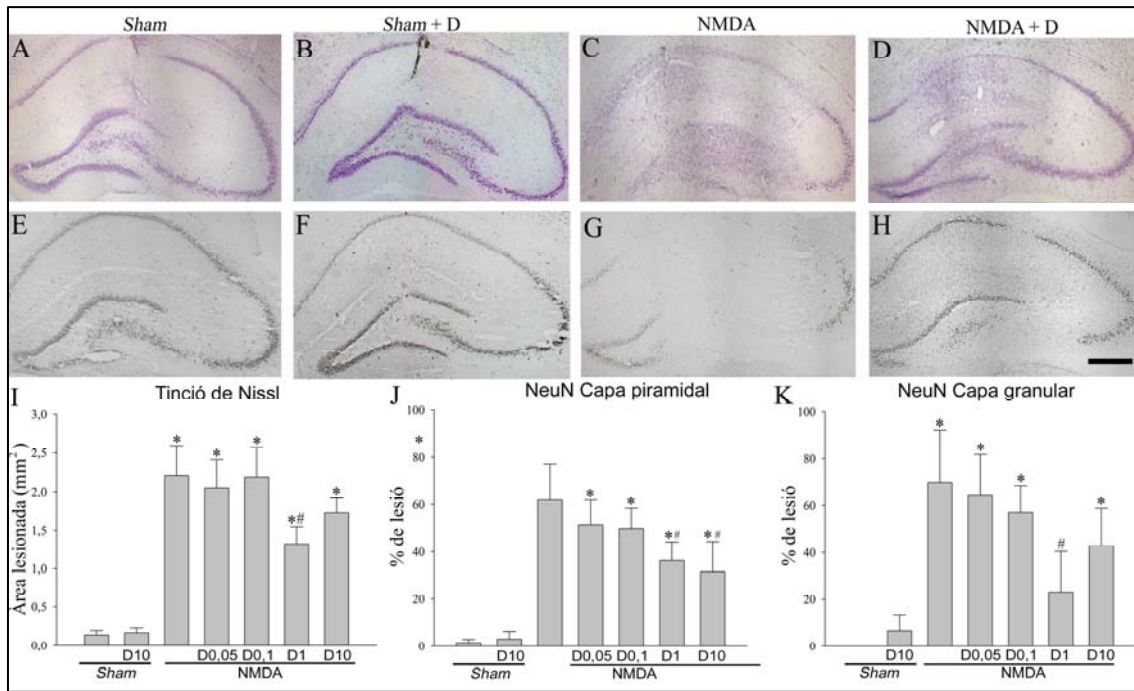 Sham
Sham + D
NMDA
NMDA + D
A
B
C
D
E
F
G
H
I
Tinció de Nissl
Àrea lesionada (mm²)
3,0
2,5
2,0
1,5
1,0
0,5
0,0
*
*
*
*#
*
D10
D0,05 D0,1 D1 D10
Sham
NMDA
J
NeuN Capa piramidal
% de lesió
100
80
60
40
20
0
*
*
*
*#
*#
D10
D0,05 D0,1 D1 D10
Sham
NMDA
K
NeuN Capa granular
% de lesió
100
80
60
40
20
0
*
*
*
#
*
D10
D0,05 D0,1 D1 D10
Sham
NMDA